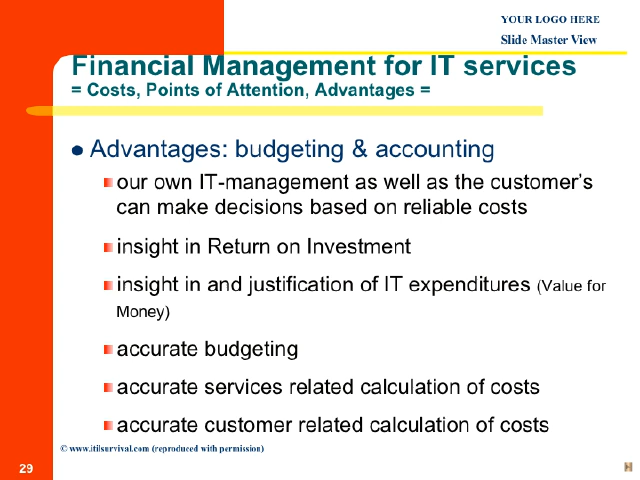 YOUR LOGO HERE
Slide Master View
Financial Management for IT services
= Costs, Points of Attention, Advantages =
Advantages: budgeting & accounting
our own IT-management as well as the customer's
can make decisions based on reliable costs
insight in Return on Investment
insight in and justification of IT expenditures (Value for
Money)
accurate budgeting
accurate services related calculation of costs
accurate customer related calculation of costs
© www.itilsurvival.com (reproduced with permission)
29